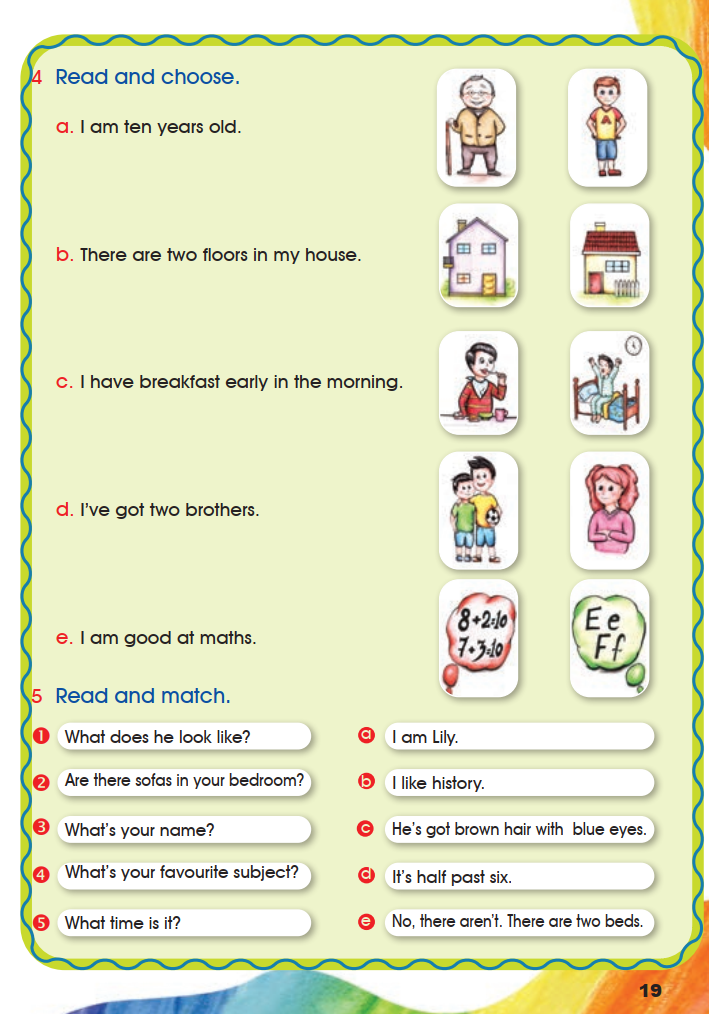 4 Read and choose.
a. I am ten years old.
A
b. There are two floors in my house.
c. I have breakfast early in the morning.
d. I've got two brothers.
e. I am good at maths.
8+2=10
7+3=10
E e
F f
5 Read and match.
1 What does he look like?
a I am Lily.
2 Are there sofas in your bedroom?
b I like history.
3 What's your name?
c He's got brown hair with blue eyes.
4 What's your favourite subject?
d It's half past six.
5 What time is it?
e No, there aren't. There are two beds.
19